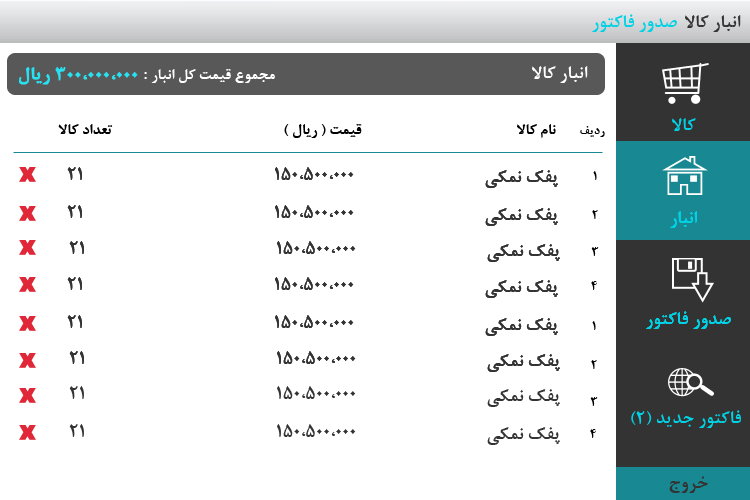 انبار کالا صدور فاکتور
انبار کالا
مجموع قیمت کل انبار : ۳۰۰،۰۰۰،۰۰۰ ریال
ردیف نام کالا قیمت ( ریال ) تعداد کالا
۱ پفک نمکی ۱۵۰،۵۰۰،۰۰۰ ۲۱ X
۲ پفک نمکی ۱۵۰،۵۰۰،۰۰۰ ۲۱ X
۳ پفک نمکی ۱۵۰،۵۰۰،۰۰۰ ۲۱ X
۴ پفک نمکی ۱۵۰،۵۰۰،۰۰۰ ۲۱ X
۱ پفک نمکی ۱۵۰،۵۰۰،۰۰۰ ۲۱ X
۲ پفک نمکی ۱۵۰،۵۰۰،۰۰۰ ۲۱ X
۳ پفک نمکی ۱۵۰،۵۰۰،۰۰۰ ۲۱ X
۴ پفک نمکی ۱۵۰،۵۰۰،۰۰۰ ۲۱ X
کالا
انبار
صدور فاکتور
فاکتور جدید (۲)
خروج